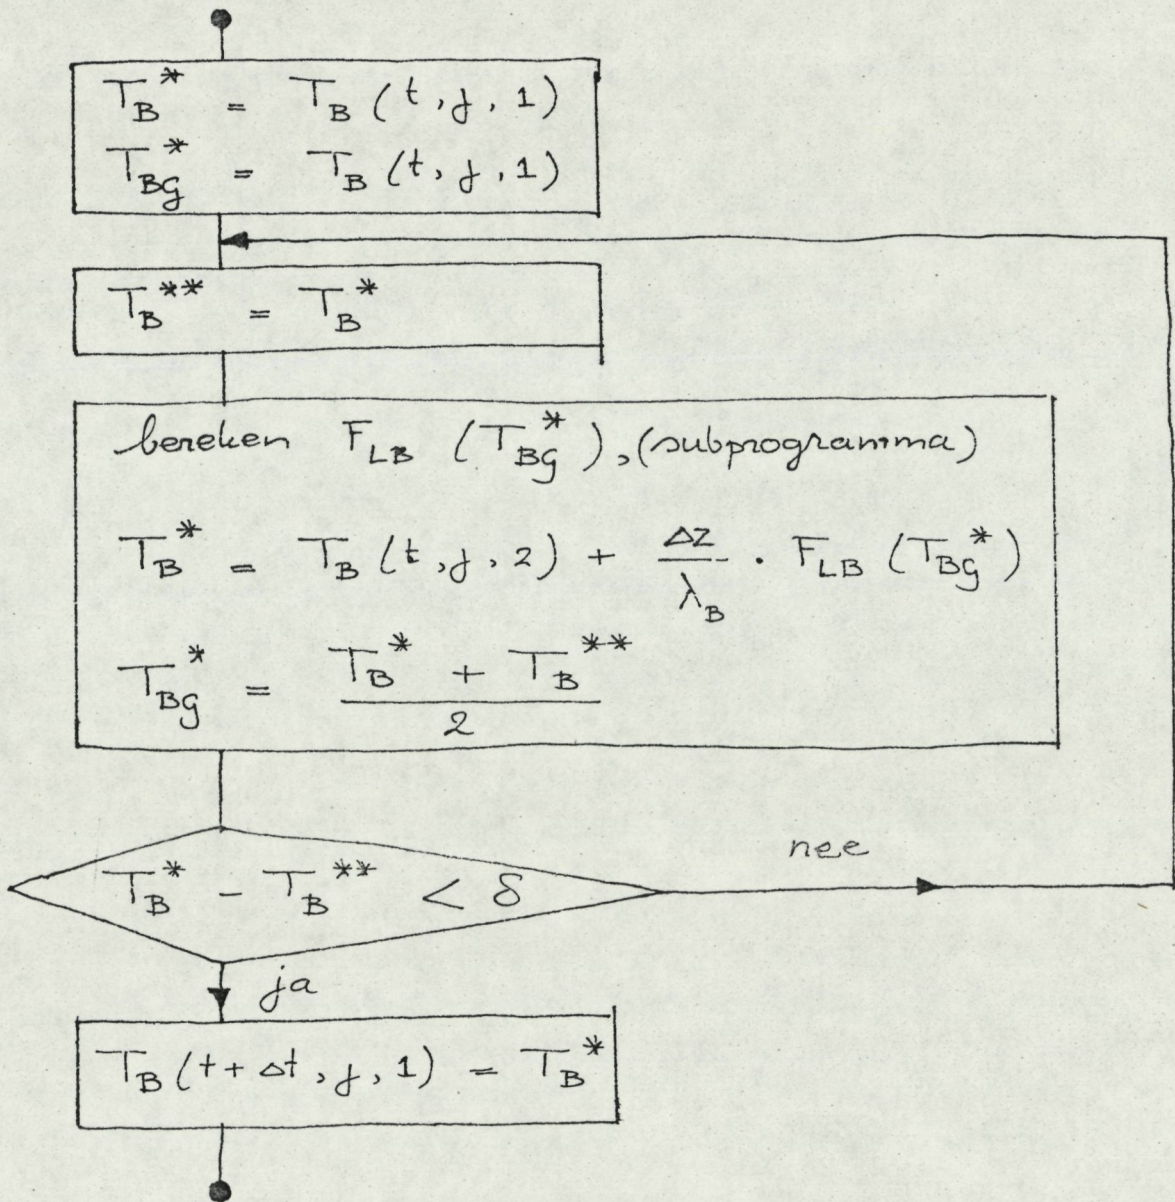 T_B^* = T_B (t, j, 1)
T_Bg^* = T_B (t, j, 1)
T_B^** = T_B^*
bereken F_LB (T_Bg^*), (subprogramma)
T_B^* = T_B (t, j, 2) + Δz/λ_B · F_LB (T_Bg^*)
T_Bg^* = (T_B^* + T_B^**)/2
T_B^* - T_B^** < δ
nee
ja
T_B (t + Δt, j, 1) = T_B^*